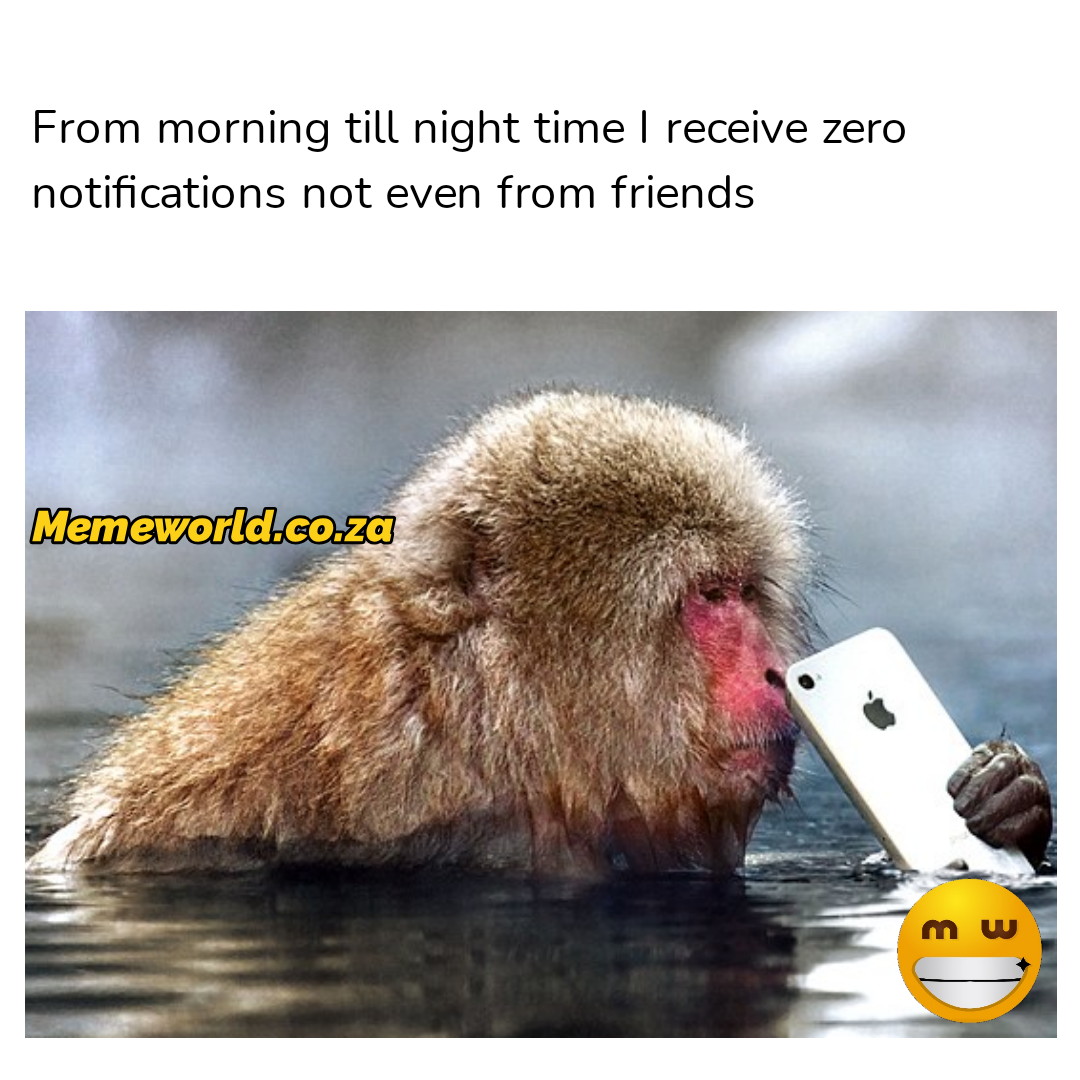 From morning till night time I receive zero
notifications not even from friends
Memeworld.co.za
m w